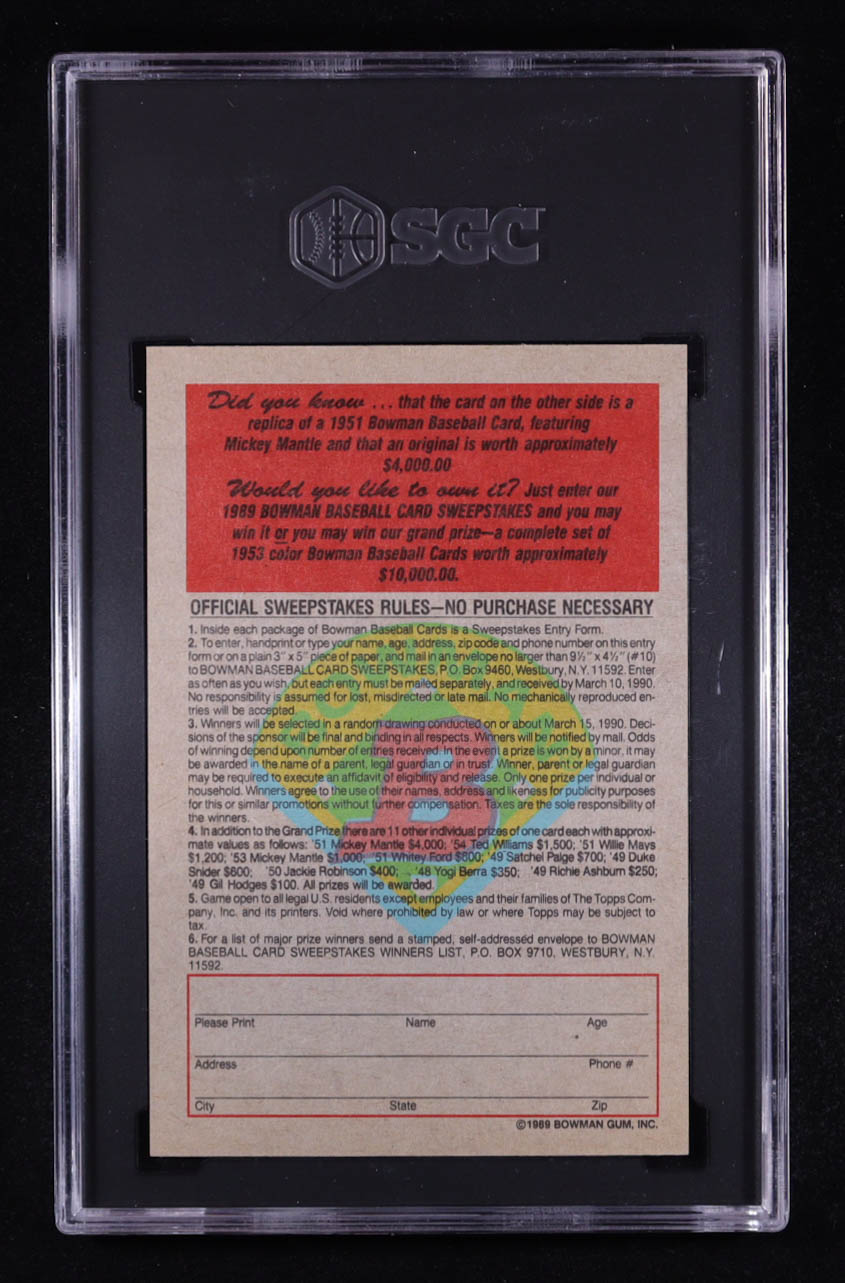 SGC
Did you know ... that the card on the other side is a
replica of a 1951 Bowman Baseball Card, featuring
Mickey Mantle and that an original is worth approximately
$4,000.00
Would you like to own it? Just enter our
1989 BOWMAN BASEBALL CARD SWEEPSTAKES and you may
win it or you may win our grand prize—a complete set of
1953 color Bowman Baseball Cards worth approximately
$10,000.00.
OFFICIAL SWEEPSTAKES RULES—NO PURCHASE NECESSARY
1. Inside each package of Bowman Baseball Cards is a Sweepstakes Entry Form.
2. To enter, handprint or type your name, age, address, zip code and phone number on this entry
form or on a plain 3" x 5" piece of paper, and mail in an envelope no larger than 9½" x 4½" (#10)
to BOWMAN BASEBALL CARD SWEEPSTAKES, P.O. Box 9460, Westbury, N.Y. 11592. Enter
as often as you wish, but each entry must be mailed separately, and received by March 10, 1990.
No responsibility is assumed for lost, misdirected or late mail. No mechanically reproduced en-
tries will be accepted.
3. Winners will be selected in a random drawing conducted on or about March 15, 1990. Deci-
sions of the sponsor will be final and binding in all respects. Winners will be notified by mail. Odds
of winning depend upon number of entries received. In the event a prize is won by a minor, it may
be awarded in the name of a parent, legal guardian or in trust. Winner, parent or legal guardian
may be required to execute an affidavit of eligibility and release. Only one prize per individual or
household. Winners agree to the use of their names, address and likeness for publicity purposes
for this or similar promotions without further compensation. Taxes are the sole responsibility of
the winners.
4. In addition to the Grand Prize there are 11 other individual prizes of one card each with approxi-
mate values as follows: '51 Mickey Mantle $4,000; '54 Ted Williams $1,500; '51 Willie Mays
$1,200; '53 Mickey Mantle $1,000; '51 Whitey Ford $800; '49 Satchel Paige $700; '49 Duke
Snider $600; '50 Jackie Robinson $400; '48 Yogi Berra $350; '49 Richie Ashburn $250;
'49 Gil Hodges $100. All prizes will be awarded.
5. Game open to all legal U.S. residents except employees and their families of The Topps Com-
pany, Inc. and its printers. Void where prohibited by law or where Topps may be subject to
tax.
6. For a list of major prize winners send a stamped, self-addressed envelope to BOWMAN
BASEBALL CARD SWEEPSTAKES WINNERS LIST, P.O. BOX 9710, WESTBURY, N.Y.
11592.
Please Print Name Age
Address Phone #
City State Zip
©1989 BOWMAN GUM, INC.